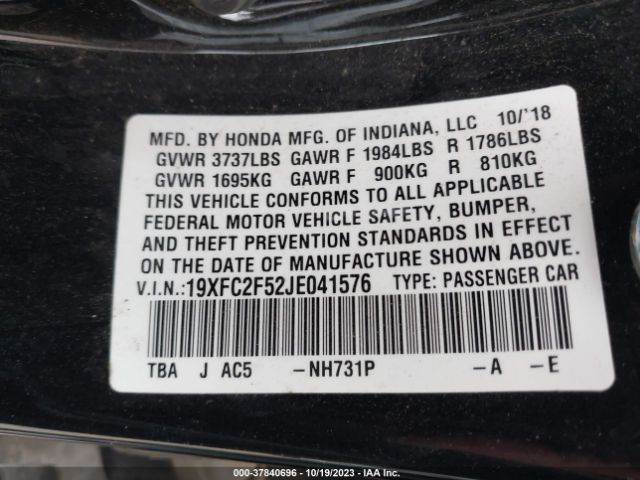 MFD. BY HONDA MFG. OF INDIANA, LLC 10/'18
GVWR 3737LBS GAWR F 1984LBS R 1786LBS
GVWR 1695KG GAWR F 900KG R 810KG
THIS VEHICLE CONFORMS TO ALL APPLICABLE
FEDERAL MOTOR VEHICLE SAFETY, BUMPER,
AND THEFT PREVENTION STANDARDS IN EFFECT
ON THE DATE OF MANUFACTURE SHOWN ABOVE.
V.I.N.:19XFC2F52JE041576 TYPE: PASSENGER CAR
TBA J AC5 -NH731P -A -E
000-37840696 - 10/19/2023 - IAA Inc.